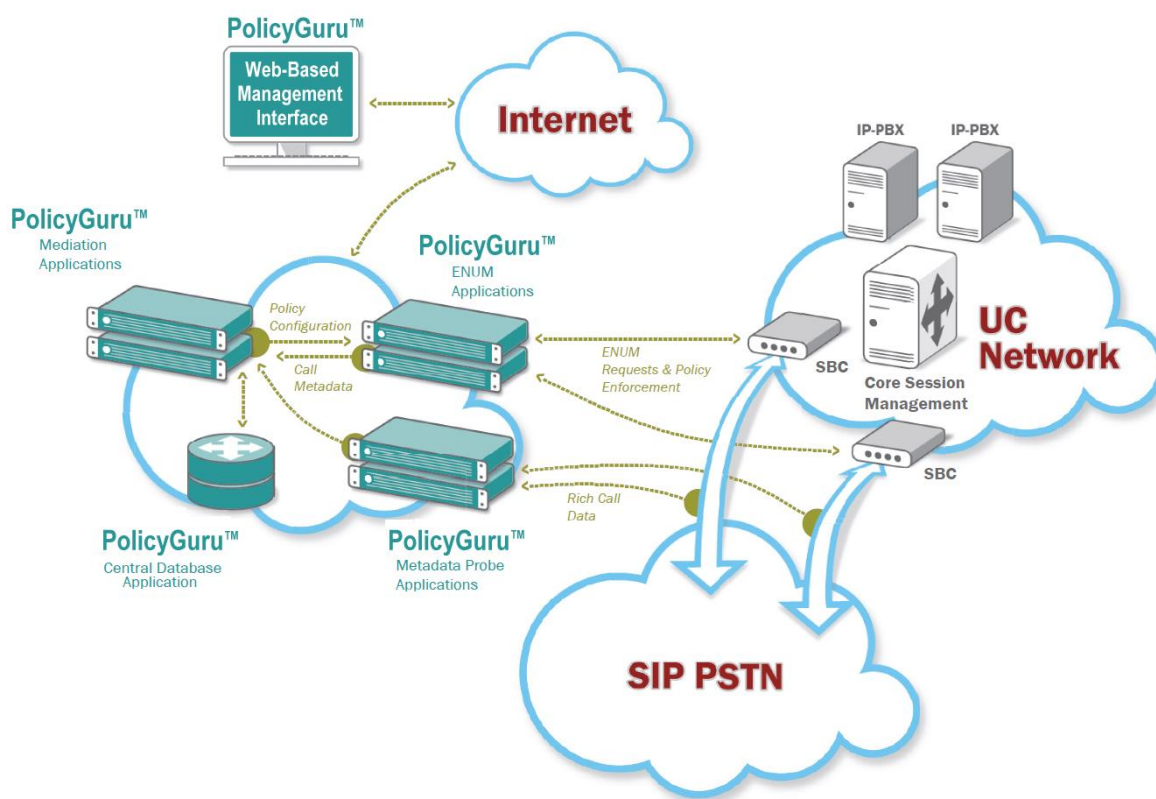 PolicyGuru™
Web-Based
Management
Interface
Internet
IP-PBX
IP-PBX
PolicyGuru™
Mediation
Applications
PolicyGuru™
ENUM
Applications
Policy
Configuration
Call
Metadata
ENUM
Requests & Policy
Enforcement
SBC
Core Session
Management
UC
Network
SBC
Rich Call
Data
PolicyGuru™
Central Database
Application
PolicyGuru™
Metadata Probe
Applications
SIP PSTN